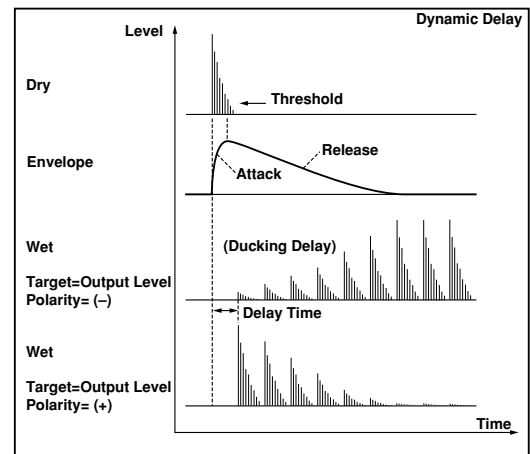 Dynamic Delay
Level
Dry
Threshold
Envelope
Release
Attack
Wet
(Ducking Delay)
Target=Output Level
Polarity= (–)
Delay Time
Wet
Target=Output Level
Polarity= (+)
Time